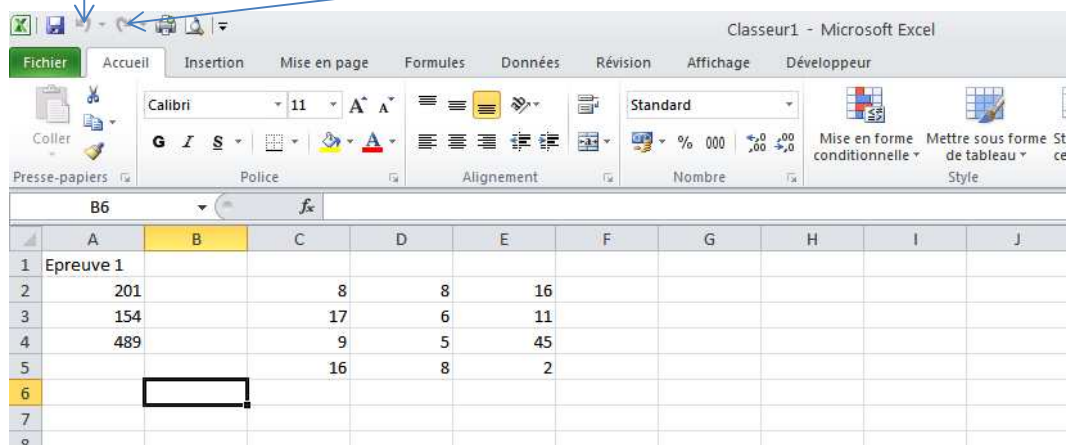 Classeur1 - Microsoft Excel
Fichier Accueil Insertion Mise en page Formules Données Révision Affichage Développeur
Calibri 11 A A Standard
Coller G I S A % 000 ,00 ,00 Mise en forme conditionnelle Mettre sous forme de tableau
Presse-papiers Police Alignement Nombre Style
B6 fx
A B C D E F G H I J
1 Epreuve 1
2 201 8 8 16
3 154 17 6 11
4 489 9 5 45
5 16 8 2
6
7